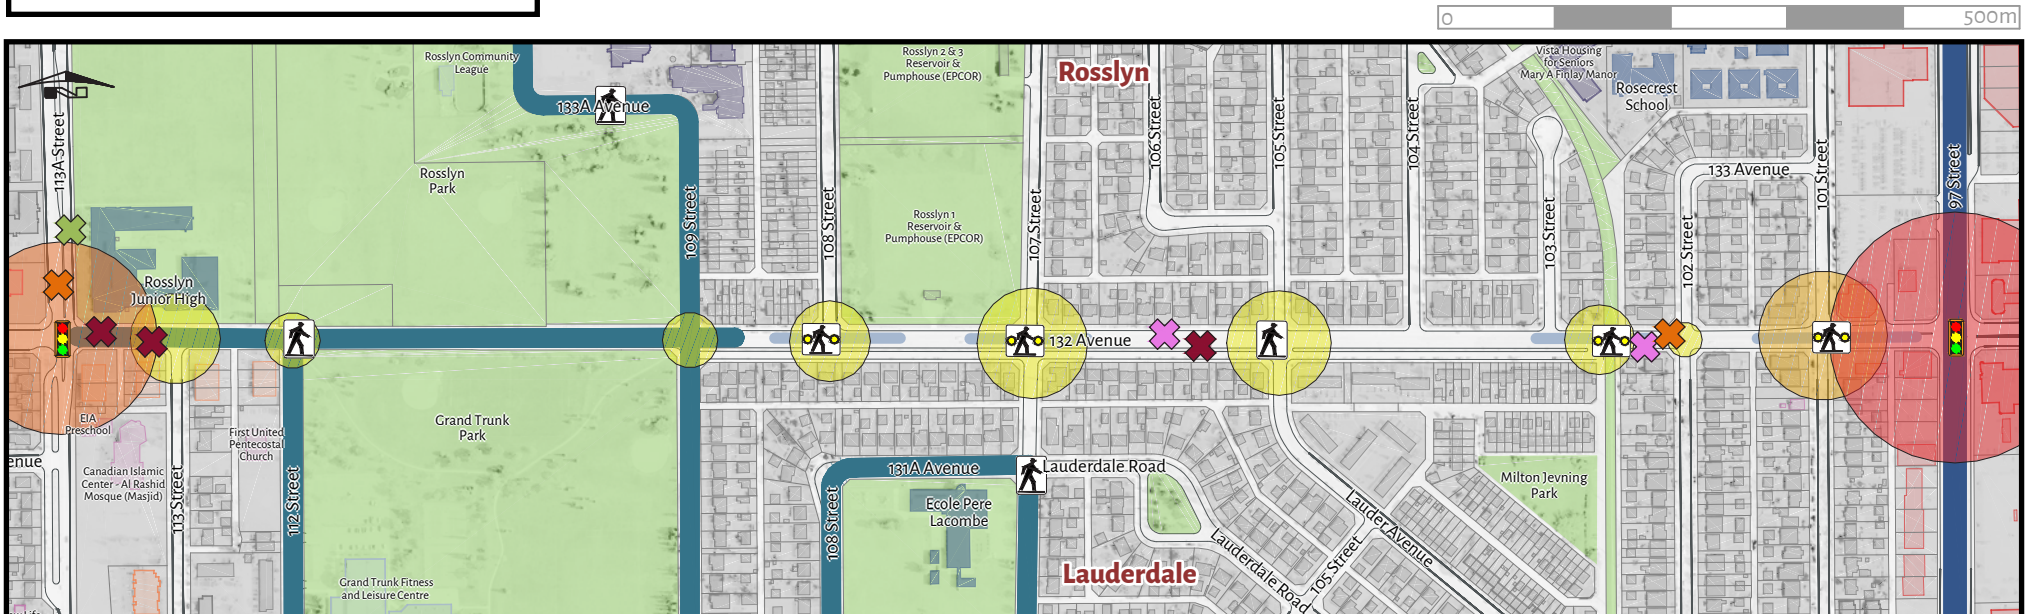 0
500m
Rosslyn Community
League
Rosslyn 2 & 3
Reservoir &
Pumphouse (EPCOR)
Rosslyn
Vista Housing
for Seniors
Mary A Finlay Manor
Rosecrest
School
133A Avenue
113A Street
Rosslyn
Park
109 Street
108 Street
Rosslyn 1
Reservoir &
Pumphouse (EPCOR)
107 Street
106 Street
105 Street
104 Street
103 Street
102 Street
133 Avenue
101 Street
97 Street
Rosslyn
Junior High
132 Avenue
EIA
Preschool
enue
Canadian Islamic
Center - Al Rashid
Mosque (Masjid)
113 Street
First United
Pentecostal
Church
112 Street
Grand Trunk
Park
131A Avenue
Lauderdale Road
108 Street
Ecole Pere
Lacombe
Milton Jevning
Park
Lauder Avenue
Lauderdale Road
105 Street
Grand Trunk Fitness
and Leisure Centre
Lauderdale